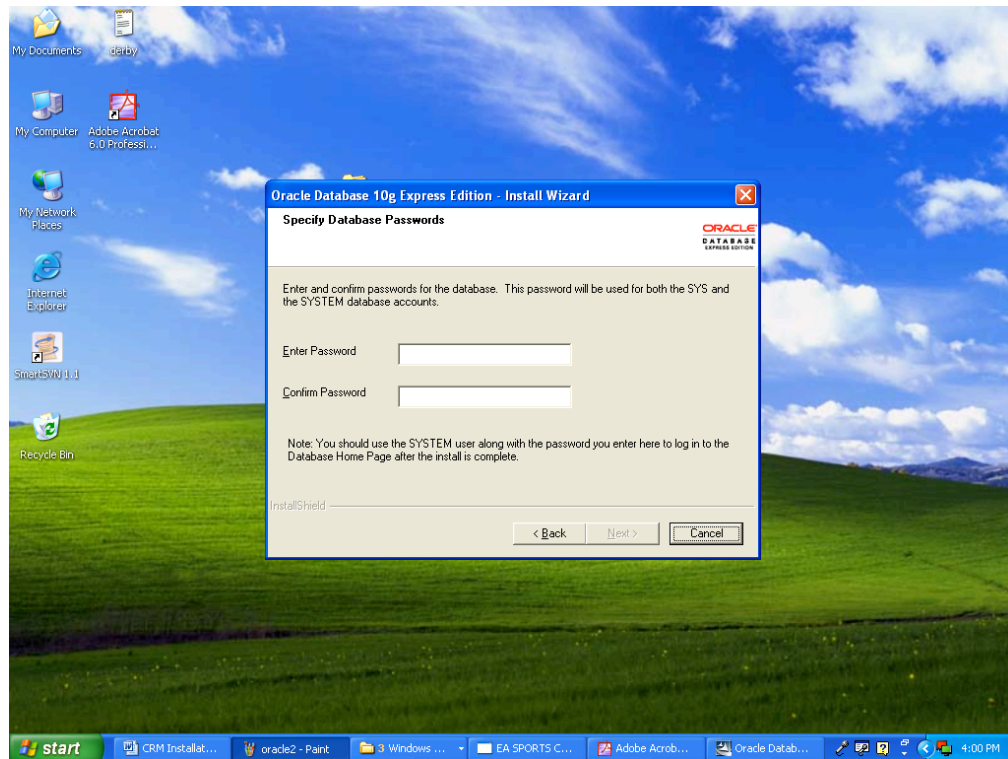 My Documents
derby
My Computer
Adobe Acrobat
6.0 Professi...
My Network
Places
Internet
Explorer
SmartSVN 1.1
Recycle Bin
Oracle Database 10g Express Edition - Install Wizard
Specify Database Passwords
ORACLE
DATABASE
EXPRESS EDITION
Enter and confirm passwords for the database. This password will be used for both the SYS and
the SYSTEM database accounts.
Enter Password
Confirm Password
Note: You should use the SYSTEM user along with the password you enter here to log in to the
Database Home Page after the install is complete.
InstallShield
< Back
Next >
Cancel
start
CRM Installat...
oracle2 - Paint
3 Windows ...
EA SPORTS C...
Adobe Acrob...
Oracle Datab...
4:00 PM